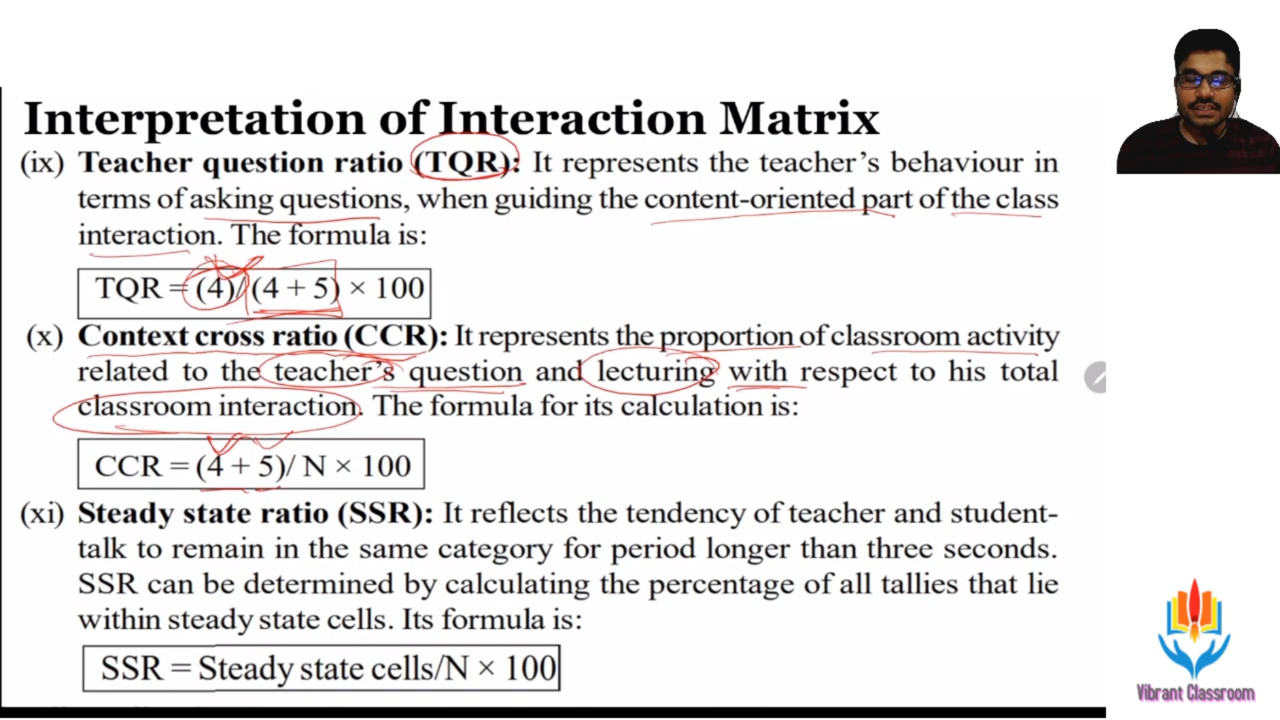 Interpretation of Interaction Matrix
(ix) Teacher question ratio (TQR): It represents the teacher's behaviour in
terms of asking questions, when guiding the content-oriented part of the class
interaction. The formula is:
TQR = (4)/(4 + 5) × 100
(x) Context cross ratio (CCR): It represents the proportion of classroom activity
related to the teacher's question and lecturing with respect to his total
classroom interaction. The formula for its calculation is:
CCR = (4 + 5)/ N × 100
(xi) Steady state ratio (SSR): It reflects the tendency of teacher and student-
talk to remain in the same category for period longer than three seconds.
SSR can be determined by calculating the percentage of all tallies that lie
within steady state cells. Its formula is:
SSR = Steady state cells/N × 100
Vibrant Classroom